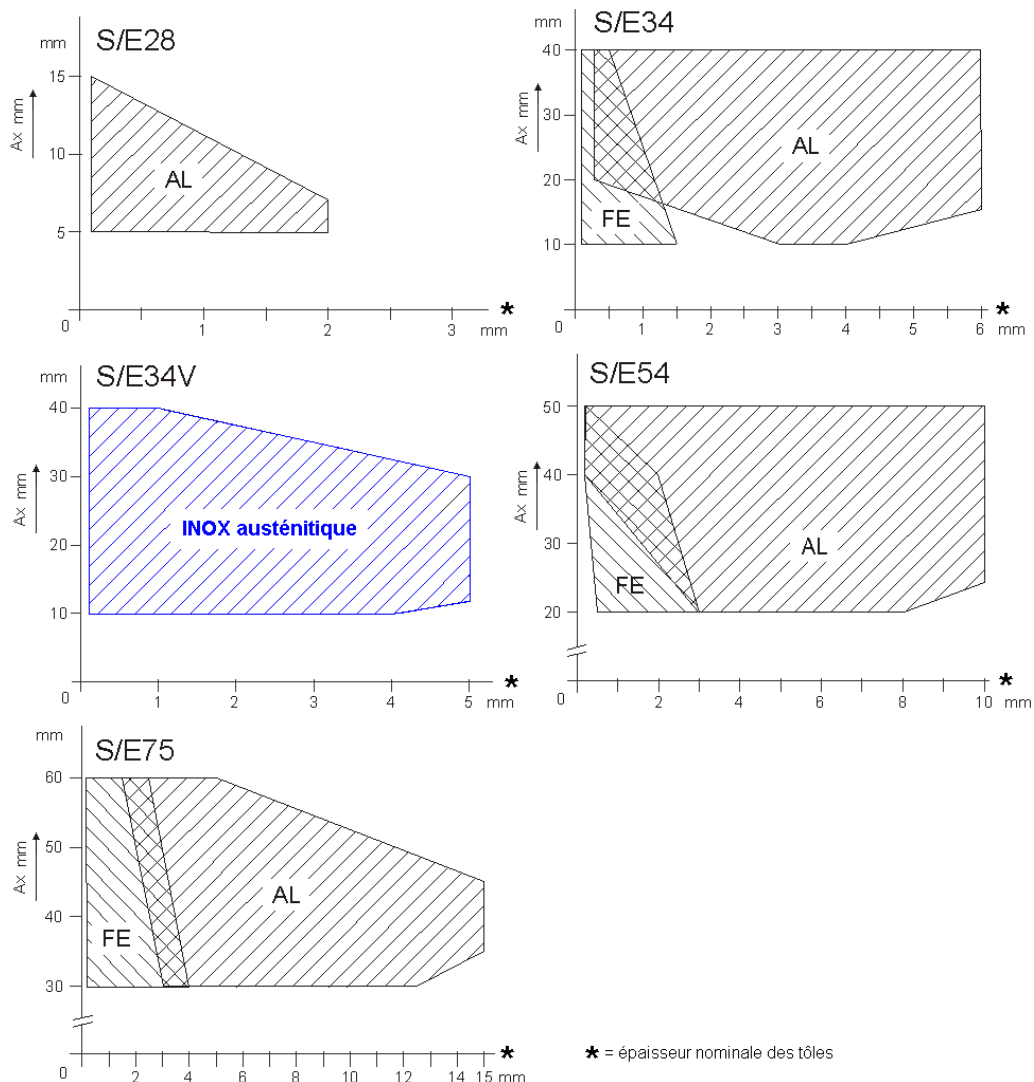 S/E28
mm
15
10
5
0
Ax mm
AL
1
2
3
mm
*
S/E34
mm
40
30
20
10
0
Ax mm
AL
FE
1
2
3
4
5
6
mm
*
S/E34V
mm
40
30
20
10
0
Ax mm
INOX austénitique
1
2
3
4
5
mm
*
S/E54
mm
50
40
30
20
0
Ax mm
AL
FE
2
4
6
8
10
mm
*
S/E75
mm
60
50
40
30
0
Ax mm
AL
FE
2
4
6
8
10
12
14
15
mm
*
* = épaisseur nominale des tôles